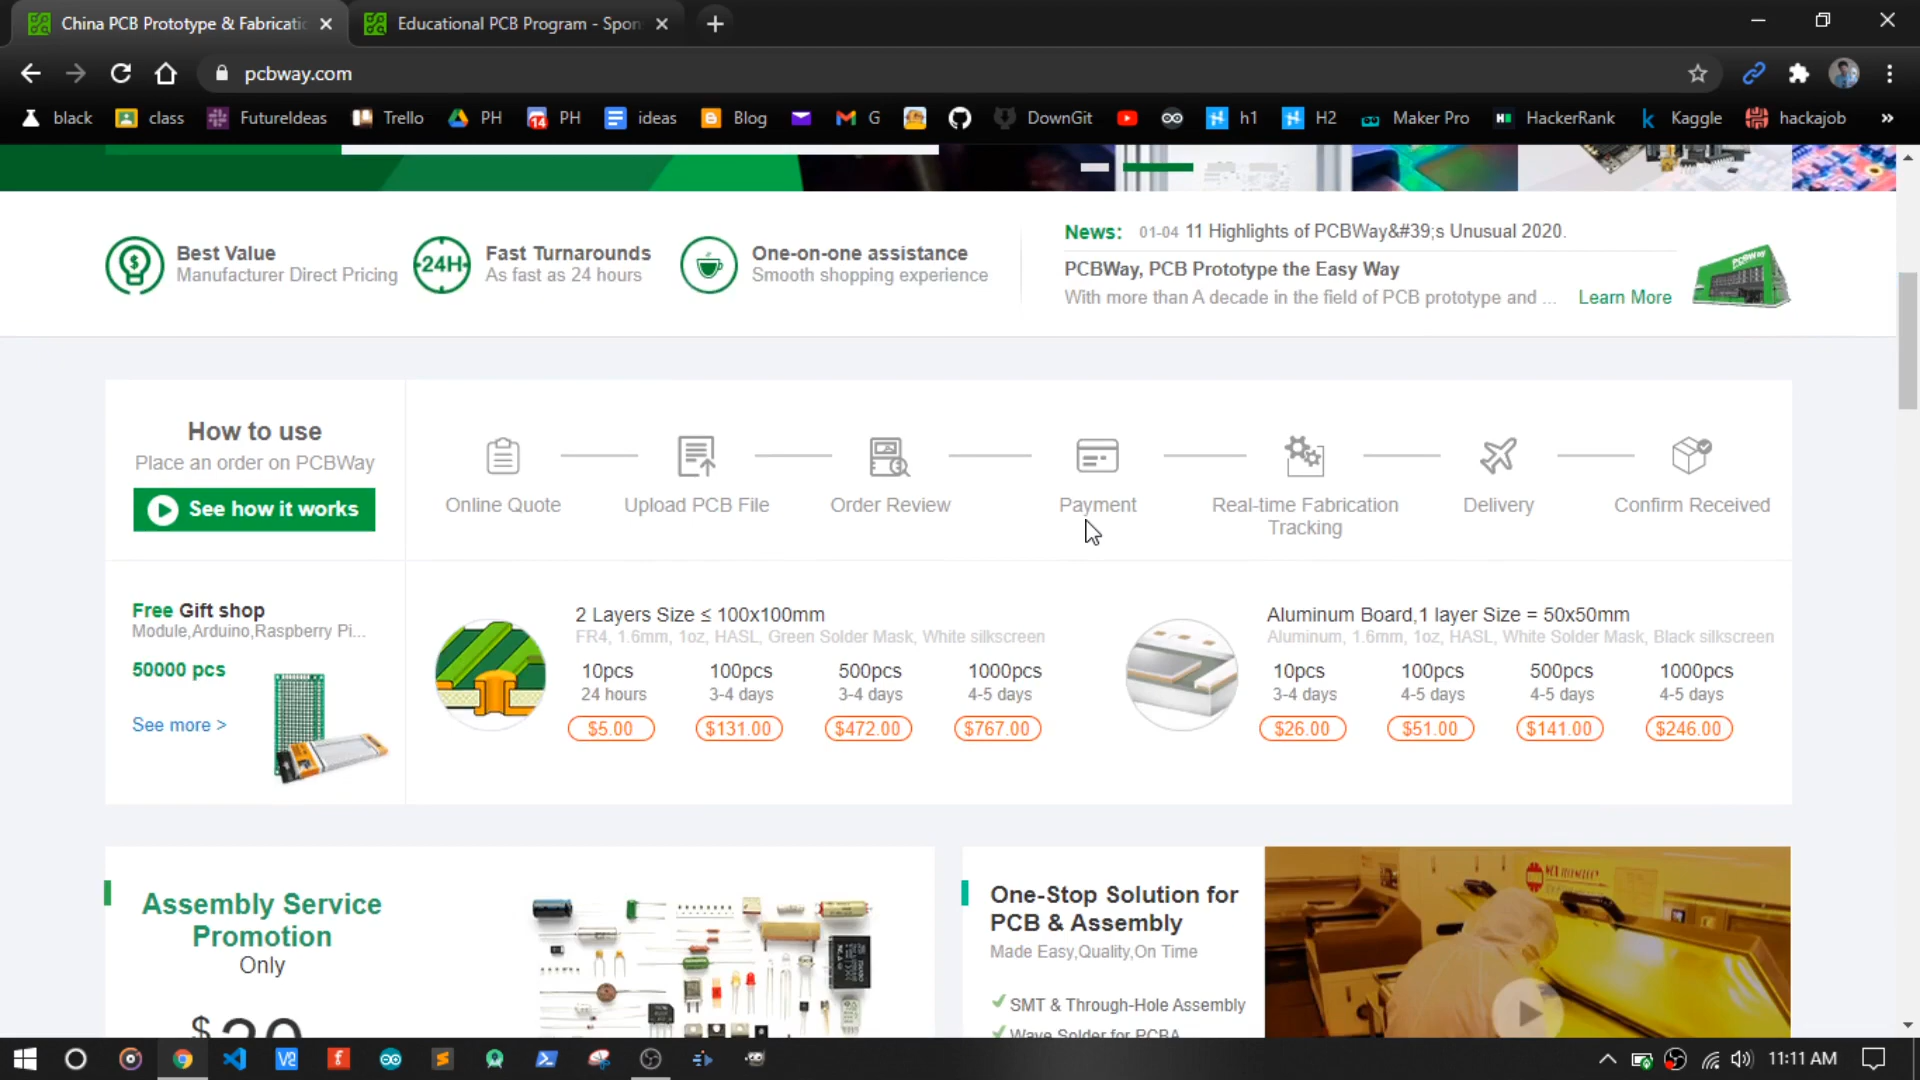 China PCB Prototype & Fabricatio
Educational PCB Program - Spon
pcbway.com
black
class
FutureIdeas
Trello
PH
14
PH
ideas
Blog
G
DownGit
h1
H2
Maker Pro
HackerRank
k
Kaggle
hackajob
»
Best Value
Manufacturer Direct Pricing
24H
Fast Turnarounds
As fast as 24 hours
One-on-one assistance
Smooth shopping experience
News: 01-04 11 Highlights of PCBWay&#39;s Unusual 2020.
PCBWay, PCB Prototype the Easy Way
With more than A decade in the field of PCB prototype and ... Learn More
PCBWay
How to use
Place an order on PCBWay
See how it works
Online Quote
Upload PCB File
Order Review
Payment
Real-time Fabrication
Tracking
Delivery
Confirm Received
Free Gift shop
Module,Arduino,Raspberry Pi...
50000 pcs
See more >
2 Layers Size ≤ 100x100mm
FR4, 1.6mm, 1oz, HASL, Green Solder Mask, White silkscreen
10pcs 100pcs 500pcs 1000pcs
24 hours 3-4 days 3-4 days 4-5 days
$5.00 $131.00 $472.00 $767.00
Aluminum Board,1 layer Size = 50x50mm
Aluminum, 1.6mm, 1oz, HASL, White Solder Mask, Black silkscreen
10pcs 100pcs 500pcs 1000pcs
3-4 days 4-5 days 4-5 days 4-5 days
$26.00 $51.00 $141.00 $246.00
Assembly Service
Promotion
Only
$30
One-Stop Solution for
PCB & Assembly
Made Easy,Quality,On Time
SMT & Through-Hole Assembly
Wave Solder for PCBA
11:11 AM